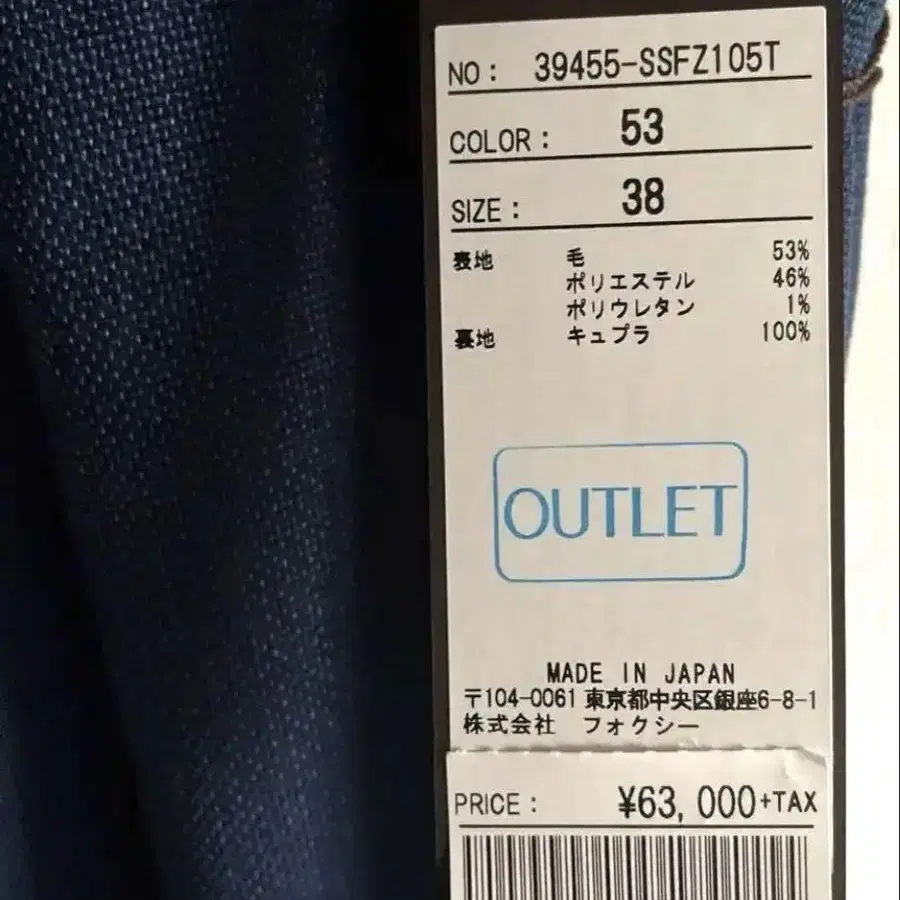 NO: 39455-SSFZ105T
COLOR: 53
SIZE: 38
表地 毛 53%
ポリエステル 46%
ポリウレタン 1%
裏地 キュプラ 100%
OUTLET
MADE IN JAPAN
〒104-0061 東京都中央区銀座6-8-1
株式会社 フォクシー
PRICE: ¥63,000+TAX